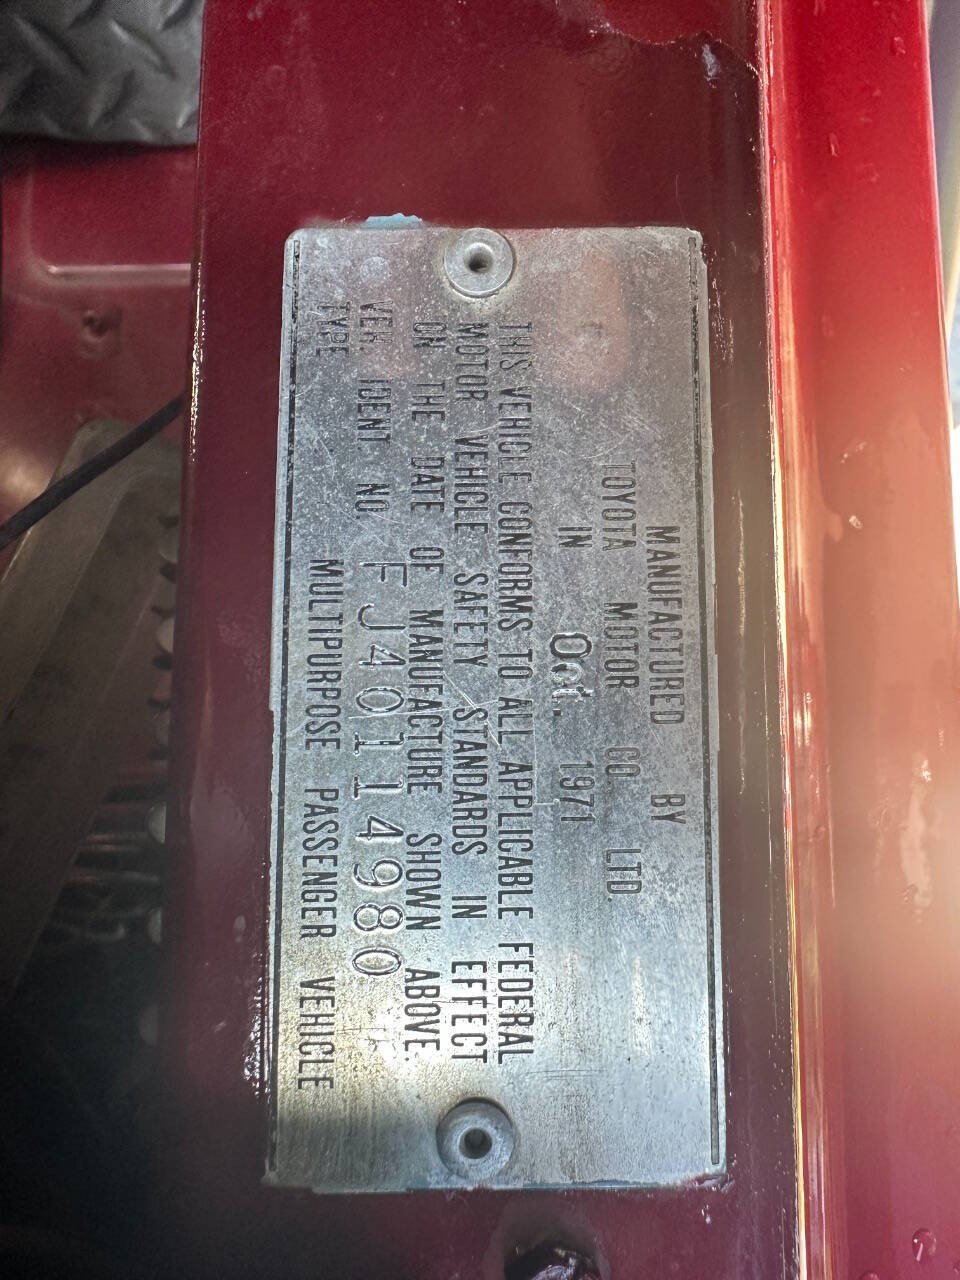 MANUFACTURED BY
TOYOTA MOTOR CO LTD.
IN Oct. 1971
THIS VEHICLE CONFORMS TO ALL APPLICABLE FEDERAL
MOTOR VEHICLE SAFETY STANDARDS IN EFFECT
ON THE DATE OF MANUFACTURE SHOWN ABOVE.
VEH. IDENT. NO. FJ40114980
TYPE MULTIPURPOSE PASSENGER VEHICLE